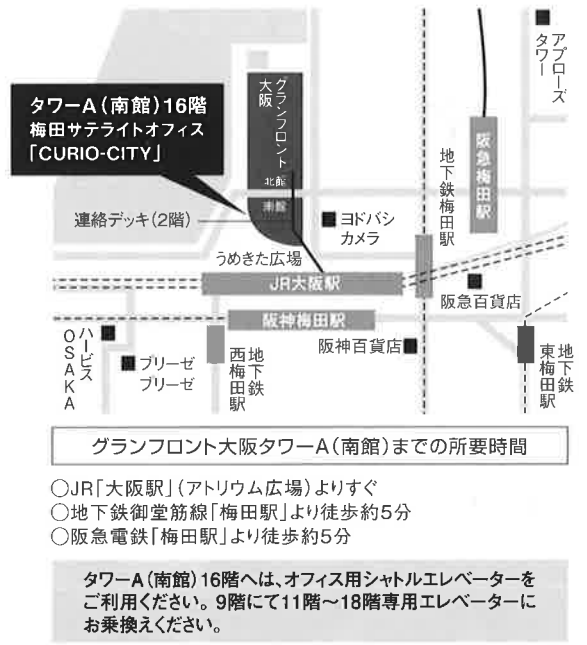 アプローズ
タワー
タワーA（南館）16階
梅田サテライトオフィス
「CURIO-CITY」
グランフロント
大阪
北館
南館
阪急梅田駅
地下鉄梅田駅
連絡デッキ（2階）
ヨドバシ
カメラ
うめきた広場
JR大阪駅
阪急百貨店
阪神梅田駅
阪神百貨店
ハービス
OSAKA
ブリーゼ
ブリーゼ
地下鉄
西梅田駅
地下鉄
東梅田駅
グランフロント大阪タワーA（南館）までの所要時間
○JR「大阪駅」（アトリウム広場）よりすぐ
○地下鉄御堂筋線「梅田駅」より徒歩約5分
○阪急電鉄「梅田駅」より徒歩約5分
タワーA（南館）16階へは、オフィス用シャトルエレベーターを
ご利用ください。9階にて11階～18階専用エレベーターに
お乗換えください。